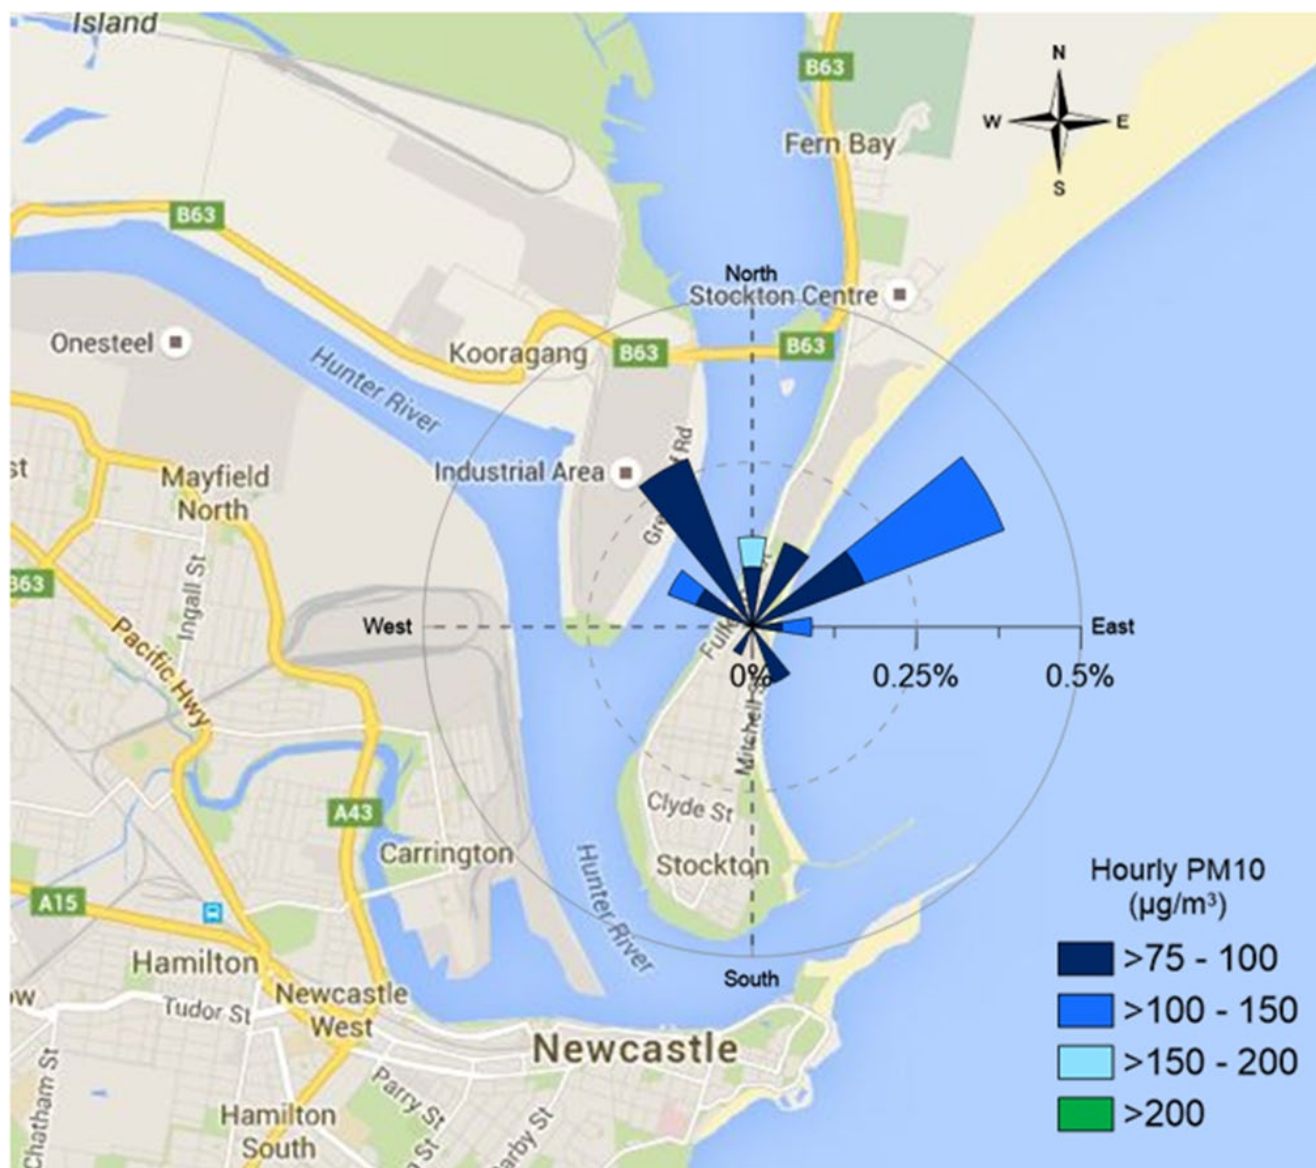 Island
B63
N
W E
S
Fern Bay
B63
North
Stockton Centre
Onesteel
Hunter River
Kooragang
B63
B63
st
Mayfield
North
Industrial Area
Rd
B63
Ingall St
Pacific Hwy
West
East
0%
0.25%
0.5%
Mitchell S
A43
Clyde St
Carrington
Stockton
Hunter River
A15
Hamilton
Newcastle
West
ow
Tudor St
South
Newcastle
Chatham St
Parry St
Hamilton
South
arby St
St
Hourly PM10
(µg/m³)
>75 - 100
>100 - 150
>150 - 200
>200